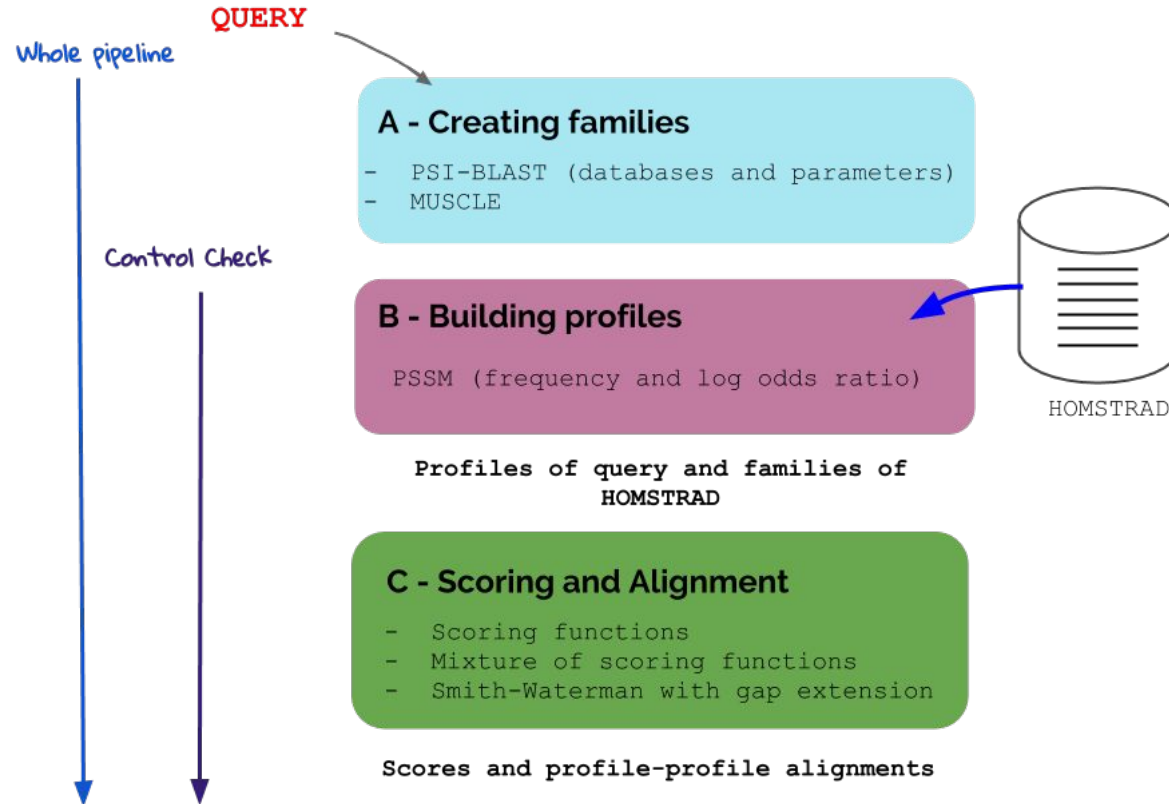 QUERY
Whole pipeline
A - Creating families
- PSI-BLAST (databases and parameters)
- MUSCLE
Control Check
B - Building profiles
PSSM (frequency and log odds ratio)
HOMSTRAD
Profiles of query and families of
HOMSTRAD
C - Scoring and Alignment
- Scoring functions
- Mixture of scoring functions
- Smith-Waterman with gap extension
Scores and profile-profile alignments